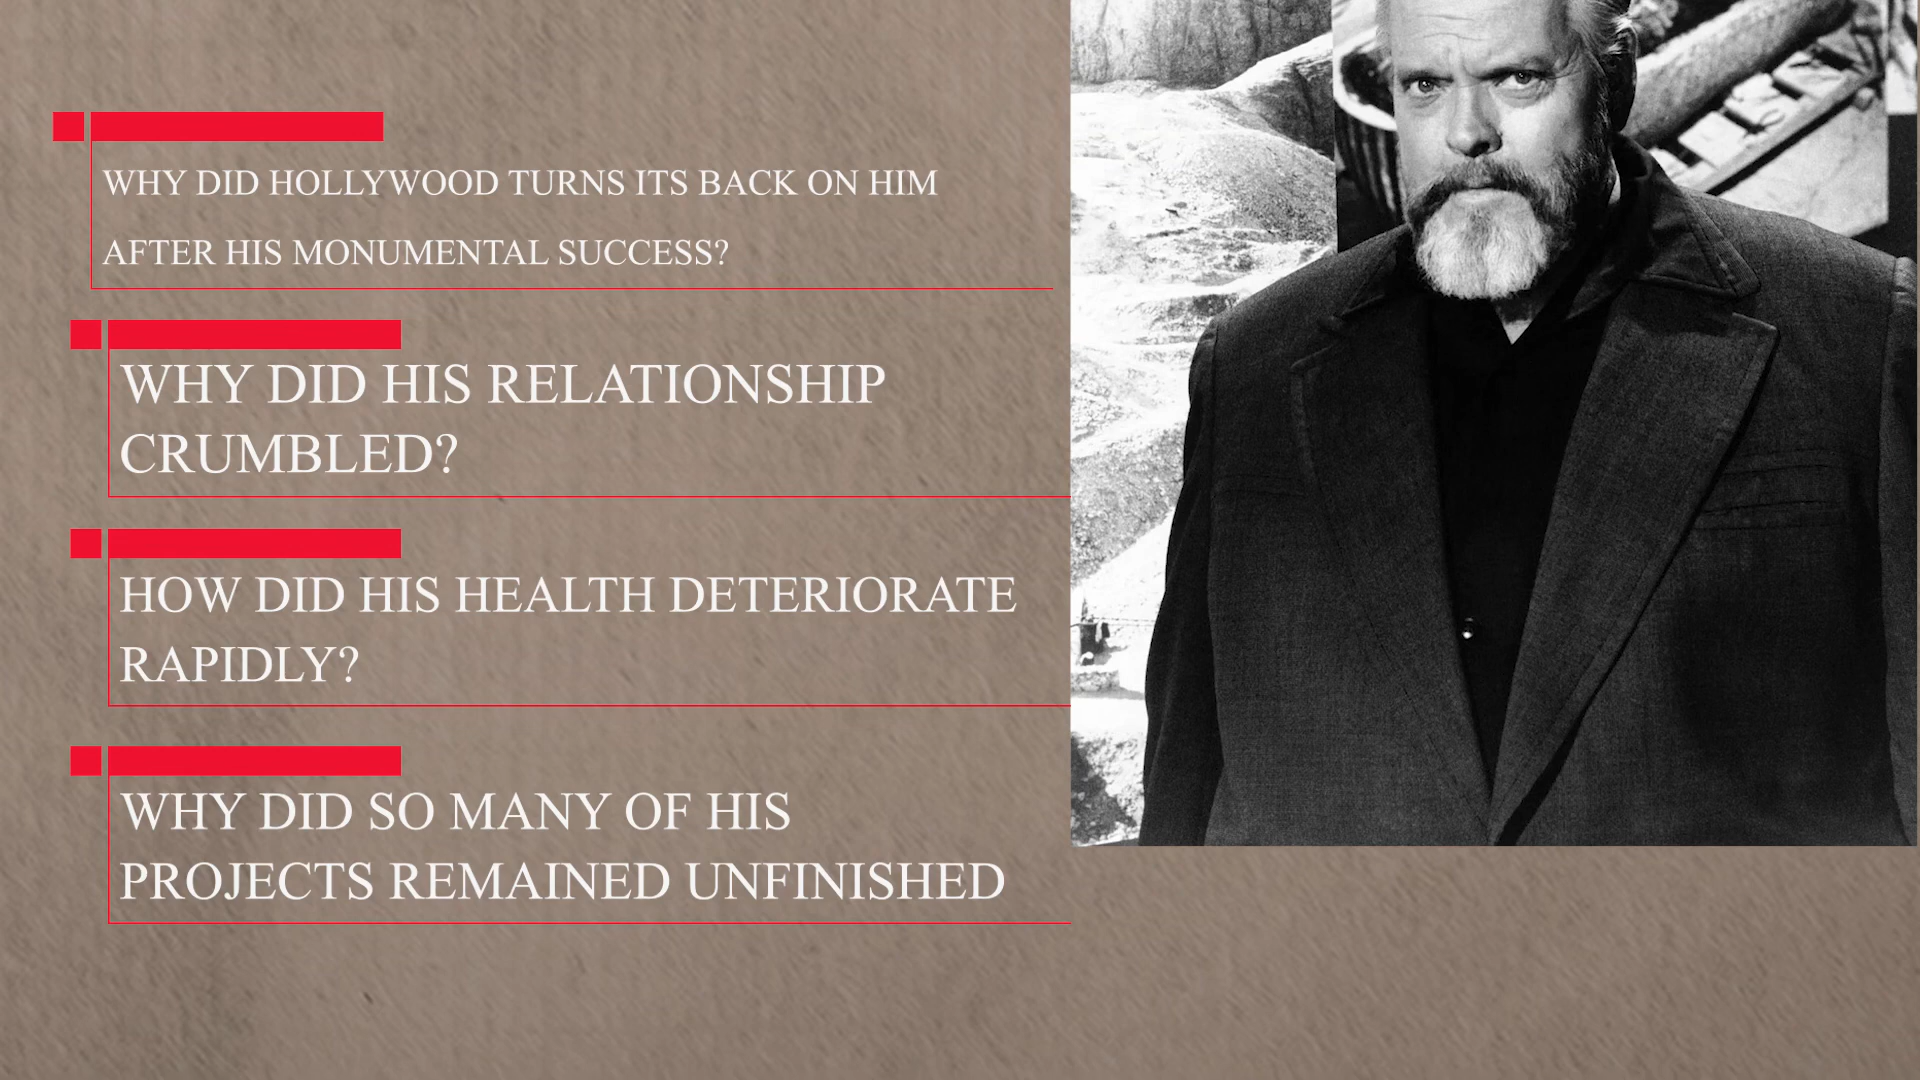 WHY DID HOLLYWOOD TURNS ITS BACK ON HIM
AFTER HIS MONUMENTAL SUCCESS?
WHY DID HIS RELATIONSHIP
CRUMBLED?
HOW DID HIS HEALTH DETERIORATE
RAPIDLY?
WHY DID SO MANY OF HIS
PROJECTS REMAINED UNFINISHED